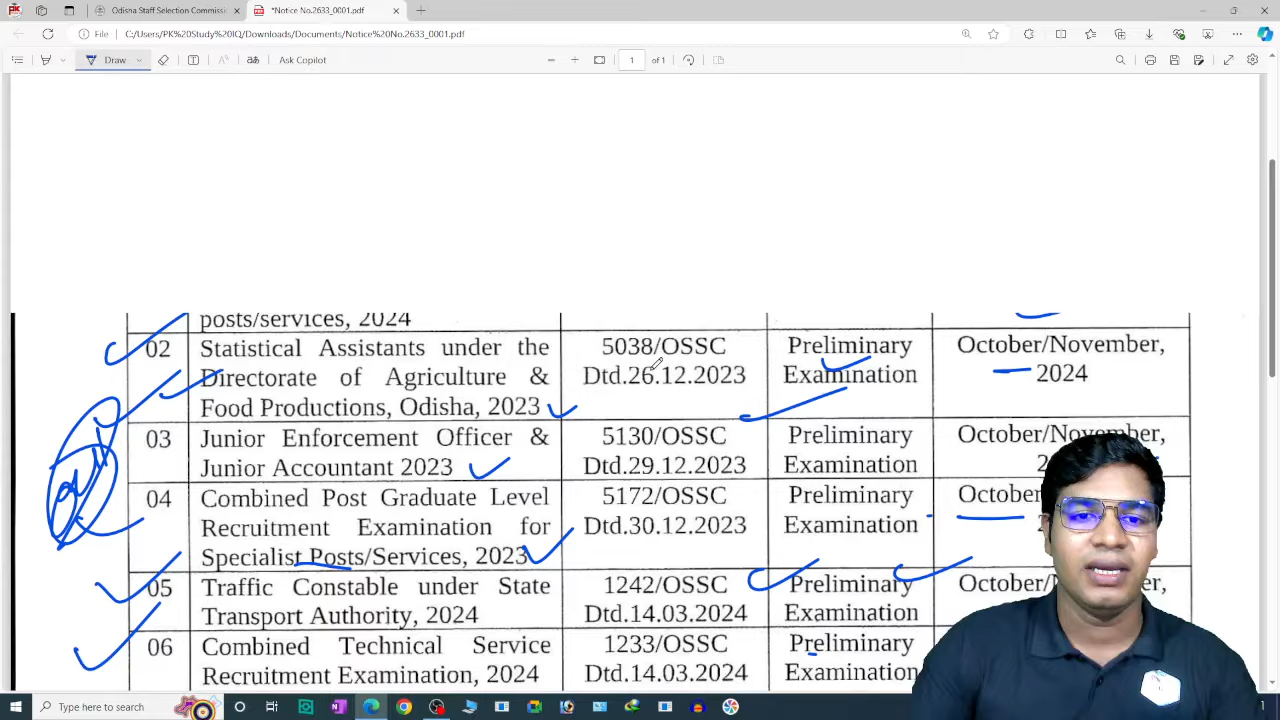 Odisha Staff Selection Commissi
*Notice No.2633_0001.pdf
File C:/Users/PK%20Study%20IQ/Downloads/Documents/Notice%20No.2633_0001.pdf
Draw Ask Copilot 1 of 1
posts/services, 2024
02 Statistical Assistants under the 5038/OSSC Preliminary October/November,
Directorate of Agriculture & Dtd.26.12.2023 Examination 2024
Food Productions, Odisha, 2023
03 Junior Enforcement Officer & 5130/OSSC Preliminary October/November,
Junior Accountant 2023 Dtd.29.12.2023 Examination
04 Combined Post Graduate Level 5172/OSSC Preliminary October
Recruitment Examination for Dtd.30.12.2023 Examination
Specialist Posts/Services, 2023
05 Traffic Constable under State 1242/OSSC Preliminary October/
Transport Authority, 2024 Dtd.14.03.2024 Examination
06 Combined Technical Service 1233/OSSC Preliminary
Recruitment Examination, 2024 Dtd.14.03.2024 Examination
Type here to search